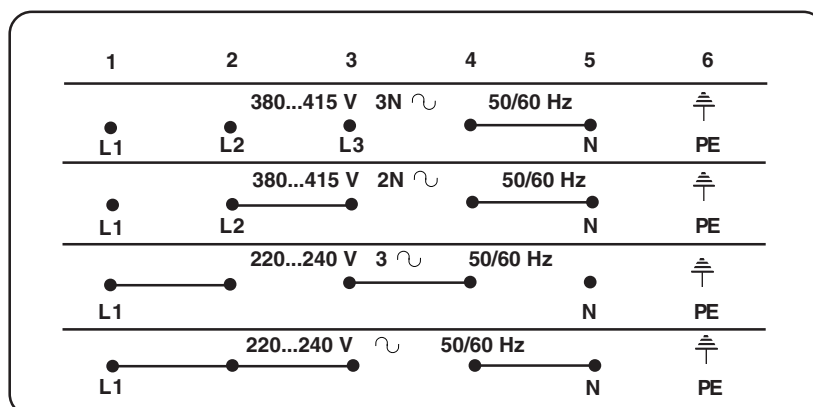 1 2 3 4 5 6
380...415 V 3N 50/60 Hz
L1 L2 L3 N PE
380...415 V 2N 50/60 Hz
L1 L2 N PE
220...240 V 3 50/60 Hz
L1 N PE
220...240 V 50/60 Hz
L1 N PE